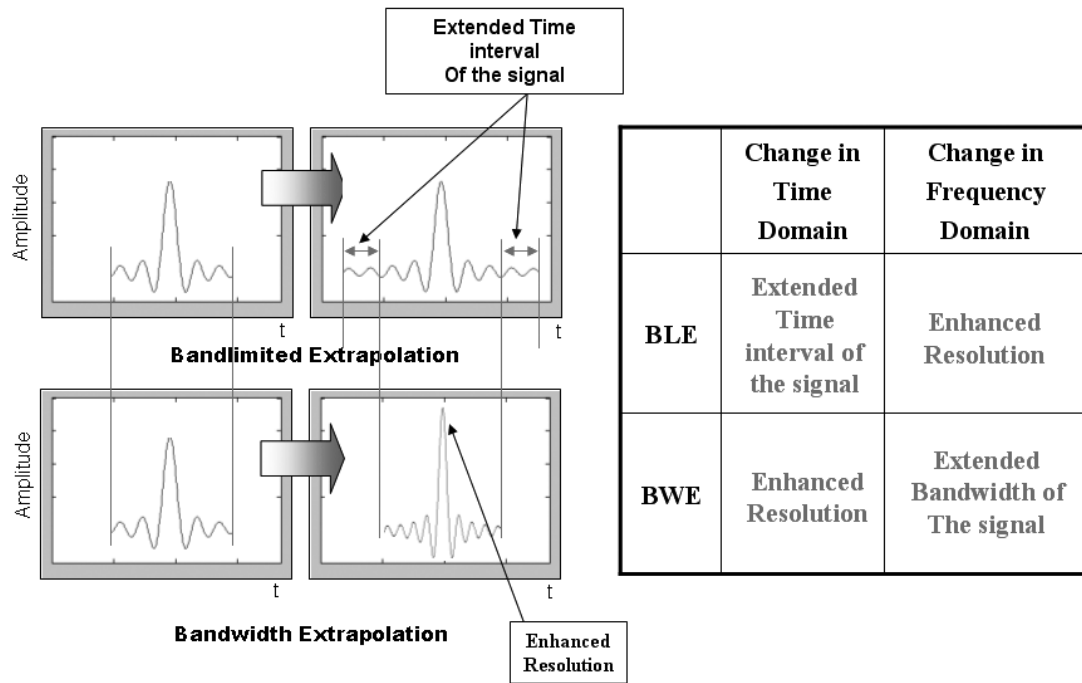 Extended Time
interval
Of the signal
Amplitude
t
t
Bandlimited Extrapolation
Amplitude
t
t
Bandwidth Extrapolation
Enhanced
Resolution
Change in
Time
Domain
Change in
Frequency
Domain
BLE
Extended
Time
interval of
the signal
Enhanced
Resolution
BWE
Enhanced
Resolution
Extended
Bandwidth of
The signal